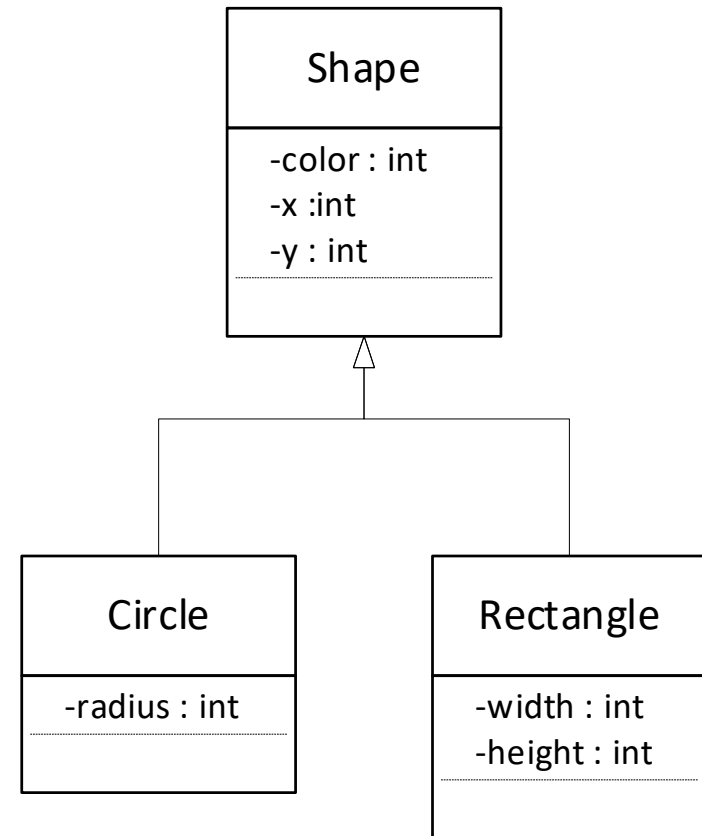 Shape
-color : int
-x :int
-y : int
Circle
-radius : int
Rectangle
-width : int
-height : int